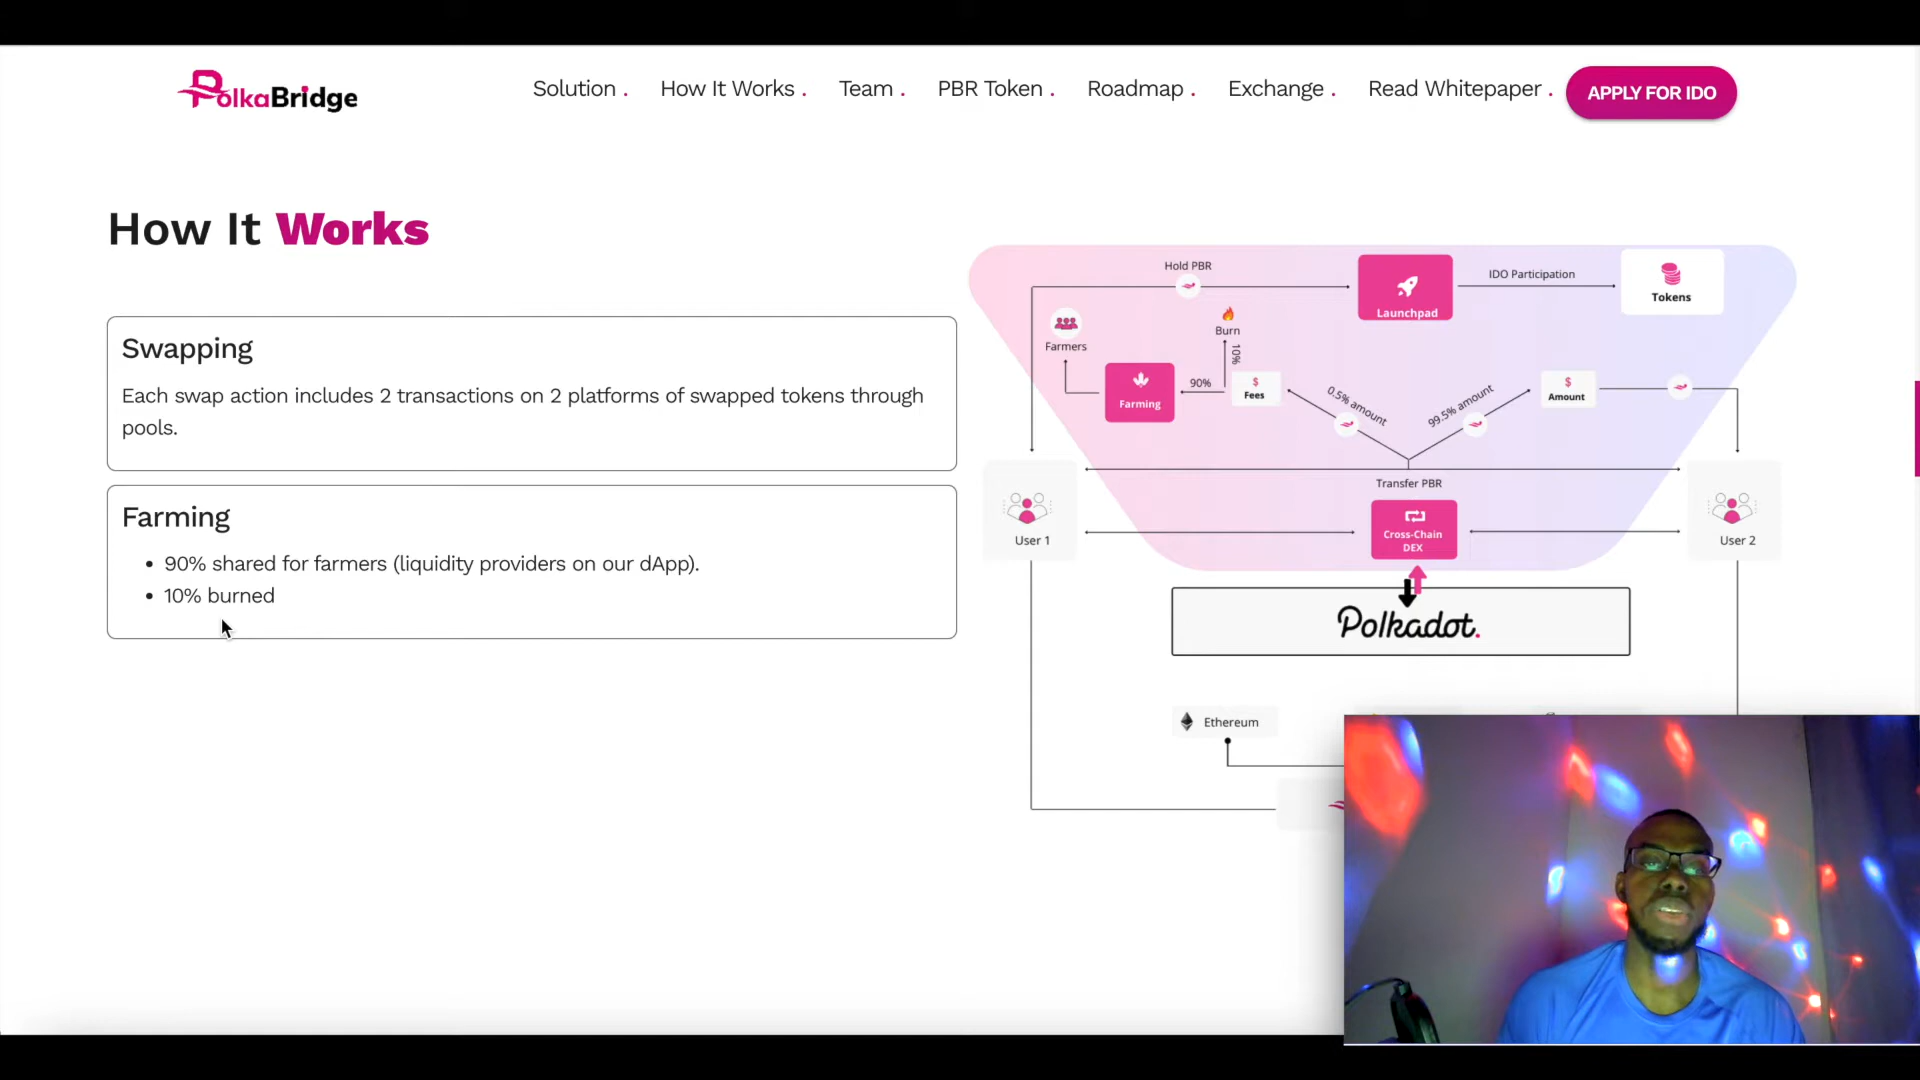 PolkaBridge
Solution .
How It Works .
Team .
PBR Token .
Roadmap .
Exchange .
Read Whitepaper .
APPLY FOR IDO
How It Works
Swapping
Each swap action includes 2 transactions on 2 platforms of swapped tokens through
pools.
Farming
• 90% shared for farmers (liquidity providers on our dApp).
• 10% burned
Hold PBR
Launchpad
IDO Participation
Tokens
Burn
10%
Farmers
Farming
90%
$
Fees
0.5% amount
99.5% amount
$
Amount
Transfer PBR
User 1
Cross-Chain
DEX
User 2
Polkadot.
Ethereum